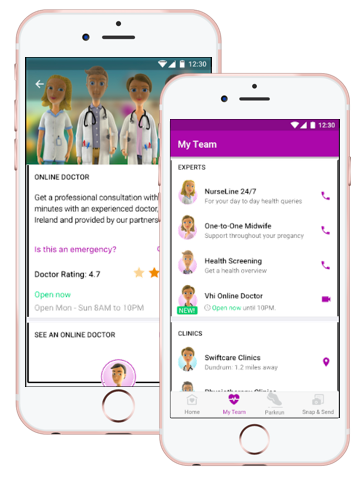 12:30
ONLINE DOCTOR
Get a professional consultation with
minutes with an experienced doctor,
Ireland and provided by our partners
Is this an emergency?
Doctor Rating: 4.7
Open now
Open Mon - Sun 8AM to 10PM
SEE AN ONLINE DOCTOR
12:30
My Team
EXPERTS
NurseLine 24/7
For your day to day health queries
One-to-One Midwife
Support throughout your pregancy
Health Screening
Get a health overview
Vhi Online Doctor
NEW!
Open now until 10PM
CLINICS
Swiftcare Clinics
Dundrum: 1.2 miles away
Physiotherapy Clinics
Home
My Team
Parkrun
Snap & Send